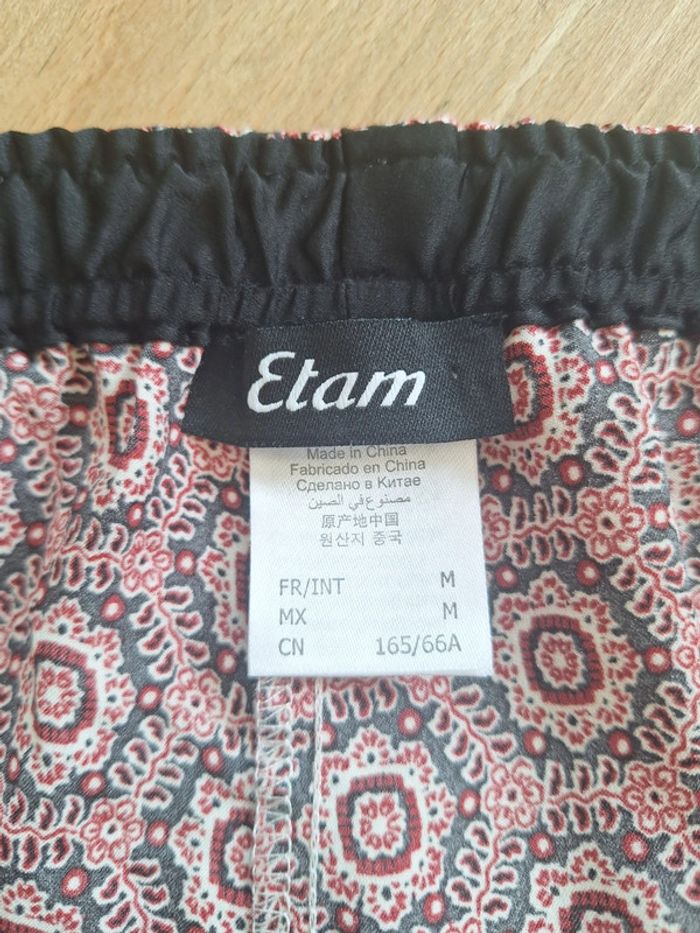 Etam
Made in China
Fabricado en China
Сделано в Китае
مصنوع في الصين
原产地中国
원산지 중국
FR/INT M
MX M
CN 165/66A